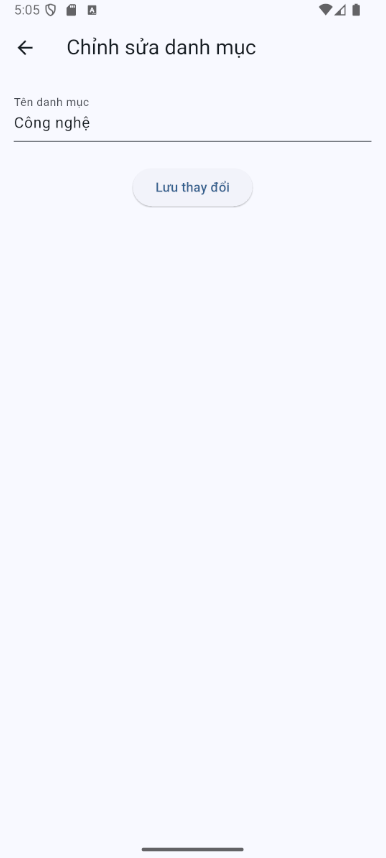 5:05
Chỉnh sửa danh mục
Tên danh mục
Công nghệ
Lưu thay đổi